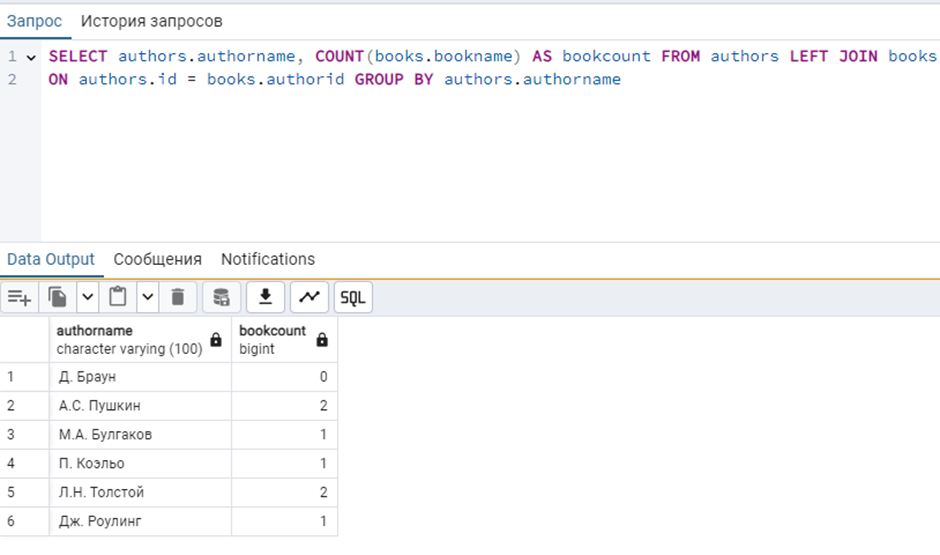 Запрос История запросов
1 SELECT authors.authorname, COUNT(books.bookname) AS bookcount FROM authors LEFT JOIN books
2 ON authors.id = books.authorid GROUP BY authors.authorname
Data Output Сообщения Notifications
SQL
authorname bookcount
character varying (100) bigint
1 Д. Браун 0
2 А.С. Пушкин 2
3 М.А. Булгаков 1
4 П. Коэльо 1
5 Л.Н. Толстой 2
6 Дж. Роулинг 1